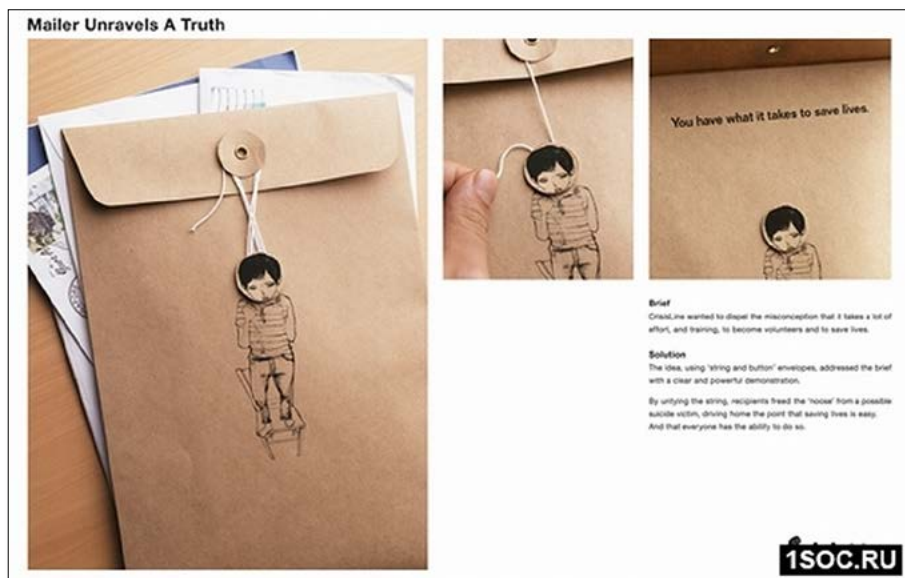 Mailer Unravels A Truth
You have what it takes to save lives.
Brief
CrisisLine wanted to dispel the misconception that it takes a lot of
effort, and training, to become volunteers and to save lives.
Solution
The idea, using 'string and button' envelopes, addressed the brief
with a clear and powerful demonstration.
By untying the string, recipients freed the 'noose' from a possible
suicide victim, driving home the point that saving lives is easy.
And that everyone has the ability to do so.
1SOC.RU